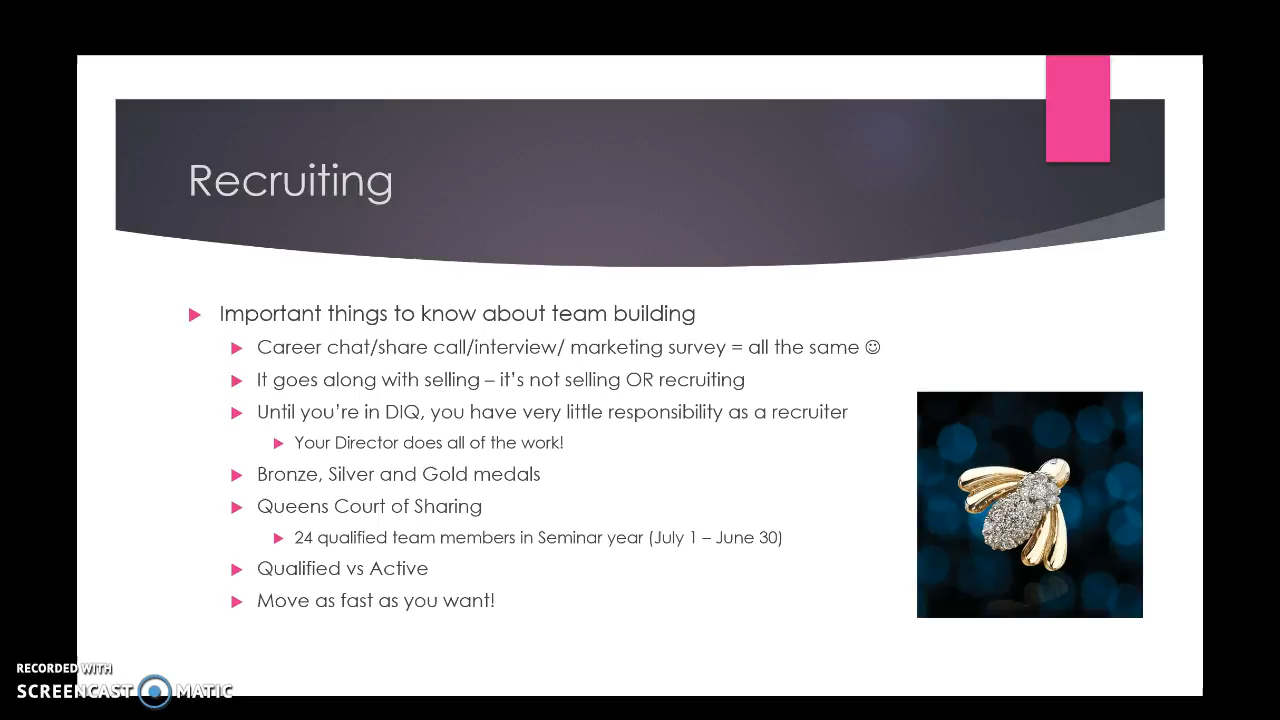 Recruiting
Important things to know about team building
Career chat/share call/interview/ marketing survey = all the same ☺
It goes along with selling – it's not selling OR recruiting
Until you're in DIQ, you have very little responsibility as a recruiter
Your Director does all of the work!
Bronze, Silver and Gold medals
Queens Court of Sharing
24 qualified team members in Seminar year (July 1 – June 30)
Qualified vs Active
Move as fast as you want!
RECORDED WITH
SCREENCAST MATIC